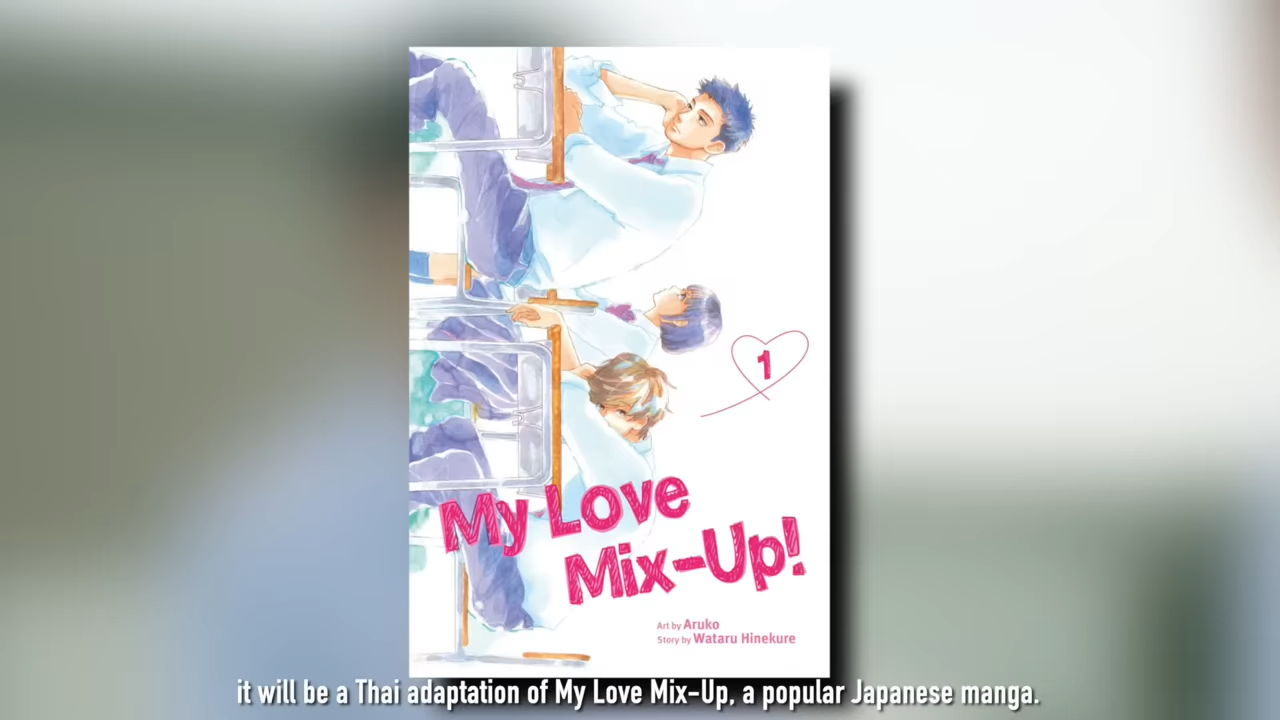 1
My Love
Mix-Up!
Art by Aruko
Story by Wataru Hinekure
it will be a Thai adaptation of My Love Mix-Up, a popular Japanese manga.